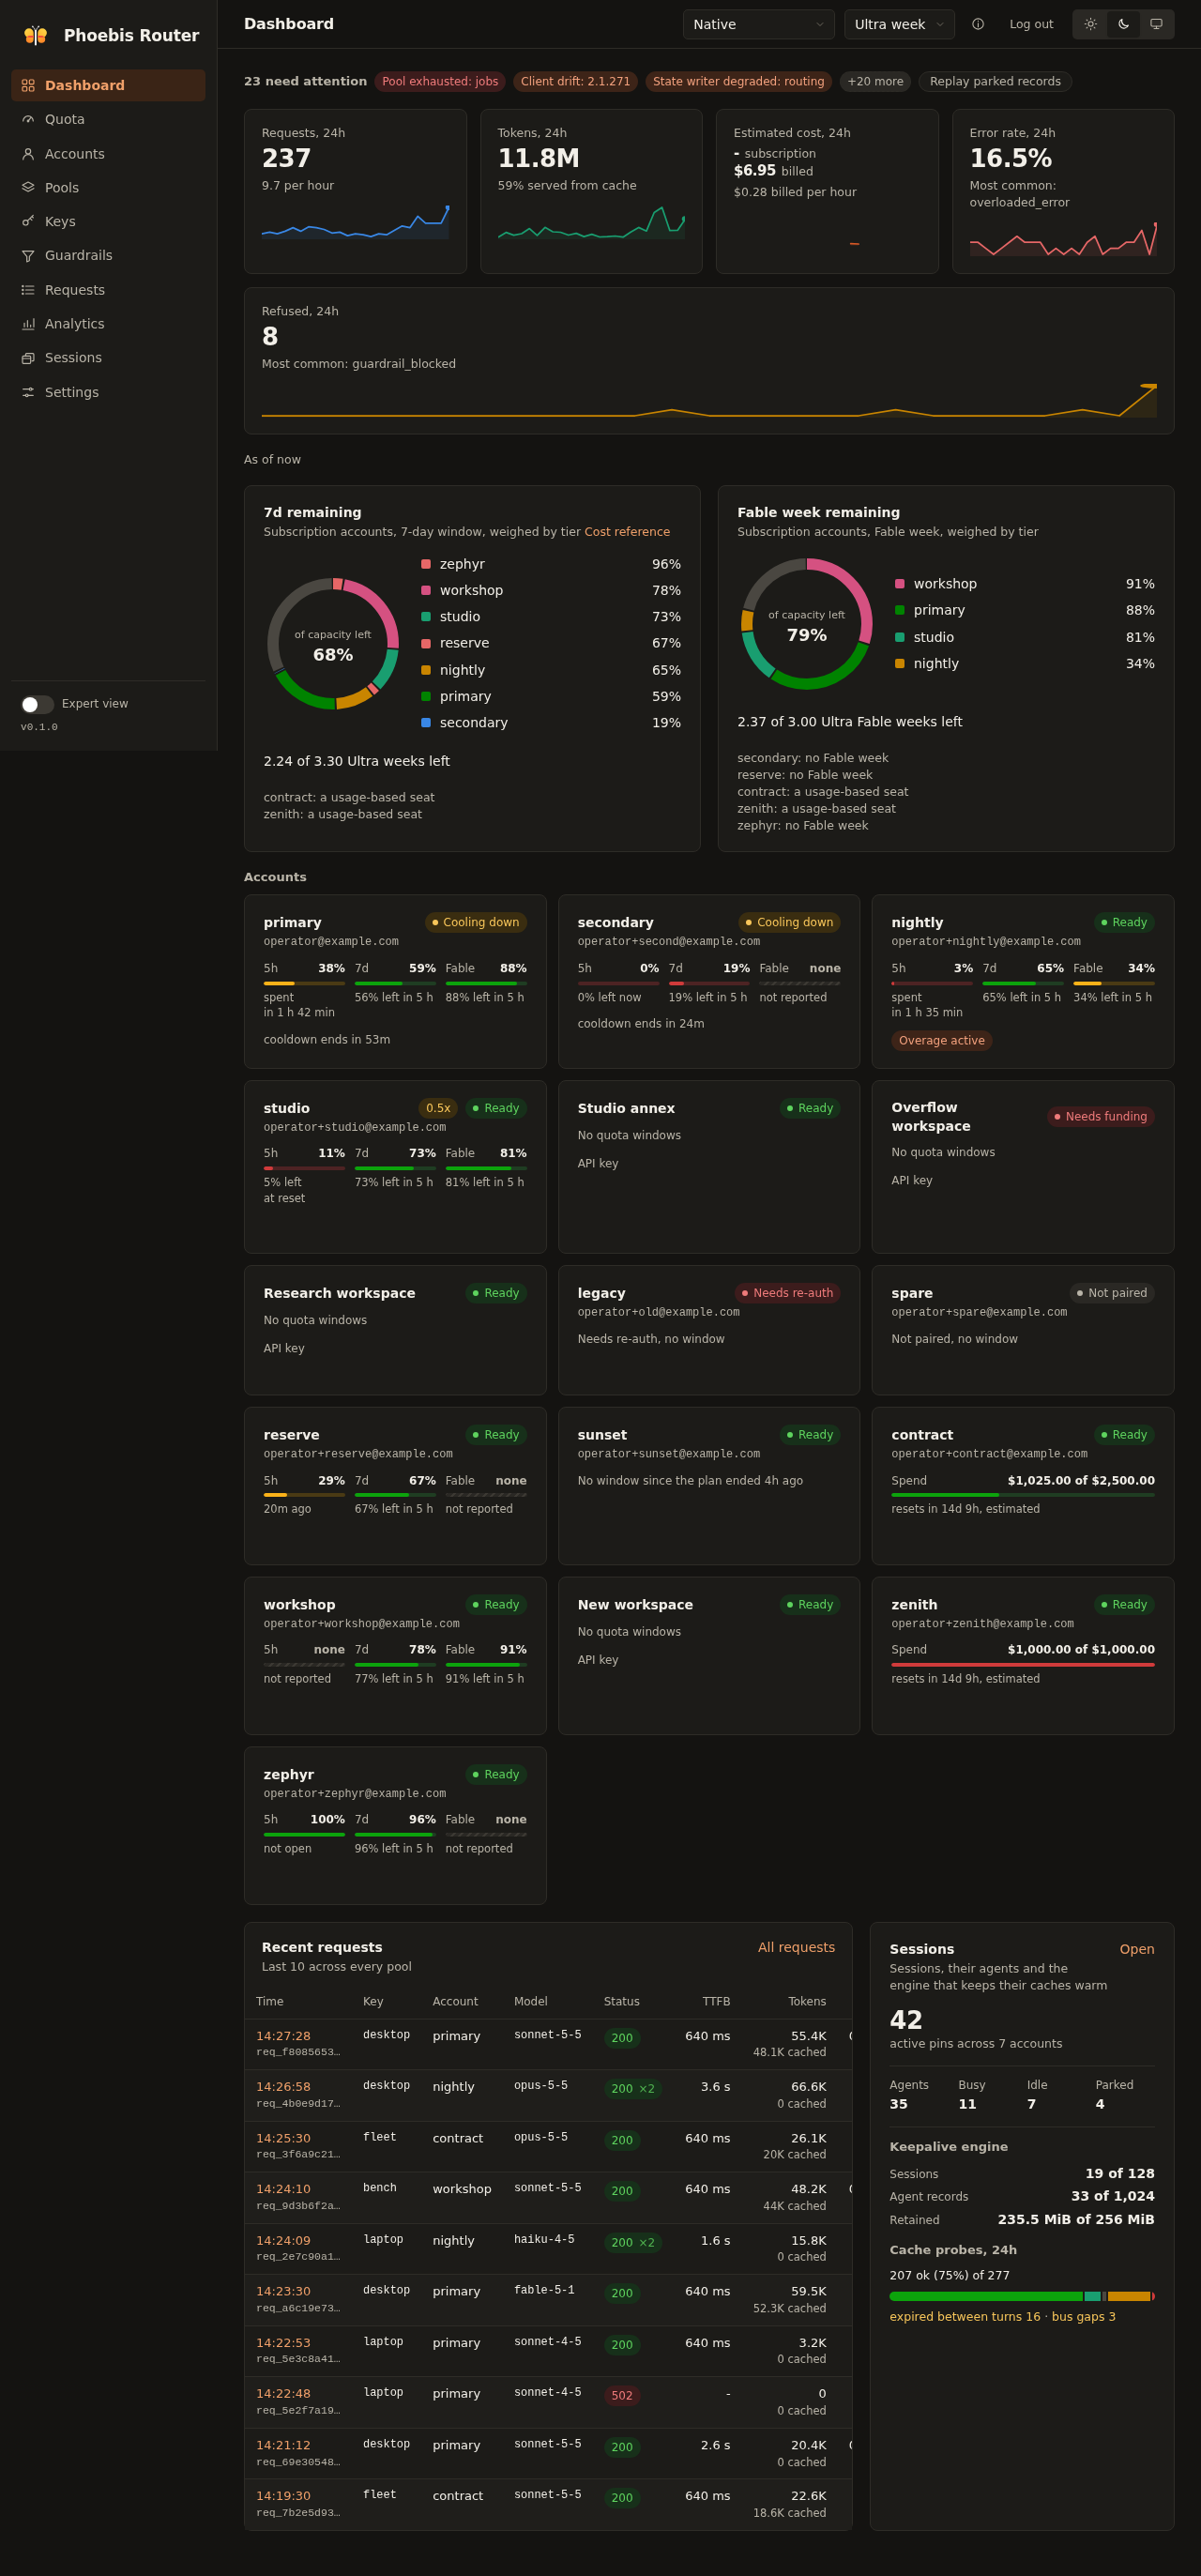 Phoebis Router
Dashboard
Quota
Accounts
Pools
Keys
Guardrails
Requests
Analytics
Sessions
Settings
Expert view
v0.1.0
Dashboard
Native
Ultra week
Log out
23 need attention Pool exhausted: jobs Client drift: 2.1.271 State writer degraded: routing +20 more Replay parked records
Requests, 24h
237
9.7 per hour
Tokens, 24h
11.8M
59% served from cache
Estimated cost, 24h
- subscription
$6.95 billed
$0.28 billed per hour
Error rate, 24h
16.5%
Most common:
overloaded_error
Refused, 24h
8
Most common: guardrail_blocked
As of now
7d remaining
Subscription accounts, 7-day window, weighed by tier Cost reference
of capacity left
68%
zephyr 96%
workshop 78%
studio 73%
reserve 67%
nightly 65%
primary 59%
secondary 19%
2.24 of 3.30 Ultra weeks left
contract: a usage-based seat
zenith: a usage-based seat
Fable week remaining
Subscription accounts, Fable week, weighed by tier
of capacity left
79%
workshop 91%
primary 88%
studio 81%
nightly 34%
2.37 of 3.00 Ultra Fable weeks left
secondary: no Fable week
reserve: no Fable week
contract: a usage-based seat
zenith: a usage-based seat
zephyr: no Fable week
Accounts
primary Cooling down
operator@example.com
5h 38% 7d 59% Fable 88%
spent 56% left in 5 h 88% left in 5 h
in 1 h 42 min
cooldown ends in 53m
secondary Cooling down
operator+second@example.com
5h 0% 7d 19% Fable none
0% left now 19% left in 5 h not reported
cooldown ends in 24m
nightly Ready
operator+nightly@example.com
5h 3% 7d 65% Fable 34%
spent 65% left in 5 h 34% left in 5 h
in 1 h 35 min
Overage active
studio 0.5x Ready
operator+studio@example.com
5h 11% 7d 73% Fable 81%
5% left 73% left in 5 h 81% left in 5 h
at reset
Studio annex Ready
No quota windows
API key
Overflow
workspace Needs funding
No quota windows
API key
Research workspace Ready
No quota windows
API key
legacy Needs re-auth
operator+old@example.com
Needs re-auth, no window
spare Not paired
operator+spare@example.com
Not paired, no window
reserve Ready
operator+reserve@example.com
5h 29% 7d 67% Fable none
20m ago 67% left in 5 h not reported
sunset Ready
operator+sunset@example.com
No window since the plan ended 4h ago
contract Ready
operator+contract@example.com
Spend $1,025.00 of $2,500.00
resets in 14d 9h, estimated
workshop Ready
operator+workshop@example.com
5h none 7d 78% Fable 91%
not reported 77% left in 5 h 91% left in 5 h
New workspace Ready
No quota windows
API key
zenith Ready
operator+zenith@example.com
Spend $1,000.00 of $1,000.00
resets in 14d 9h, estimated
zephyr Ready
operator+zephyr@example.com
5h 100% 7d 96% Fable none
not open 96% left in 5 h not reported
Recent requests All requests
Last 10 across every pool
Time Key Account Model Status TTFB Tokens
14:27:28 desktop primary sonnet-5-5 200 640 ms 55.4K
req_f8085653… 48.1K cached
14:26:58 desktop nightly opus-5-5 200 ×2 3.6 s 66.6K
req_4b0e9d17… 0 cached
14:25:30 fleet contract opus-5-5 200 640 ms 26.1K
req_3f6a9c21… 20K cached
14:24:10 bench workshop sonnet-5-5 200 640 ms 48.2K
req_9d3b6f2a… 44K cached
14:24:09 laptop nightly haiku-4-5 200 ×2 1.6 s 15.8K
req_2e7c90a1… 0 cached
14:23:30 desktop primary fable-5-1 200 640 ms 59.5K
req_a6c19e73… 52.3K cached
14:22:53 laptop primary sonnet-4-5 200 640 ms 3.2K
req_5e3c8a41… 0 cached
14:22:48 laptop primary sonnet-4-5 502 - 0
req_5e2f7a19… 0 cached
14:21:12 desktop primary sonnet-5-5 200 2.6 s 20.4K
req_69e30548… 0 cached
14:19:30 fleet contract sonnet-5-5 200 640 ms 22.6K
req_7b2e5d93… 18.6K cached
Sessions Open
Sessions, their agents and the
engine that keeps their caches warm
42
active pins across 7 accounts
Agents Busy Idle Parked
35 11 7 4
Keepalive engine
Sessions 19 of 128
Agent records 33 of 1,024
Retained 235.5 MiB of 256 MiB
Cache probes, 24h
207 ok (75%) of 277
expired between turns 16 · bus gaps 3